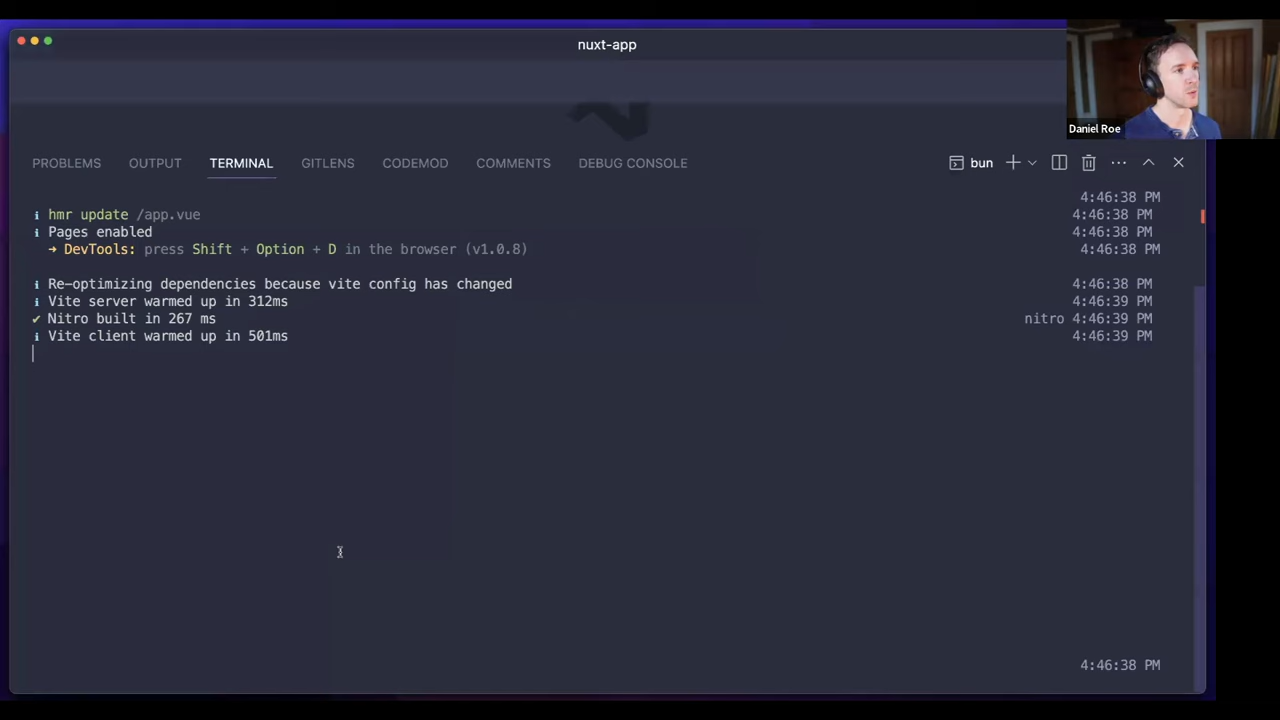 nuxt-app
Daniel Roe
PROBLEMS OUTPUT TERMINAL GITLENS CODEMOD COMMENTS DEBUG CONSOLE bun
4:46:38 PM
hmr update /app.vue 4:46:38 PM
Pages enabled 4:46:38 PM
➜ DevTools: press Shift + Option + D in the browser (v1.0.8) 4:46:38 PM
Re-optimizing dependencies because vite config has changed 4:46:38 PM
Vite server warmed up in 312ms 4:46:39 PM
✔ Nitro built in 267 ms nitro 4:46:39 PM
Vite client warmed up in 501ms 4:46:39 PM
4:46:38 PM